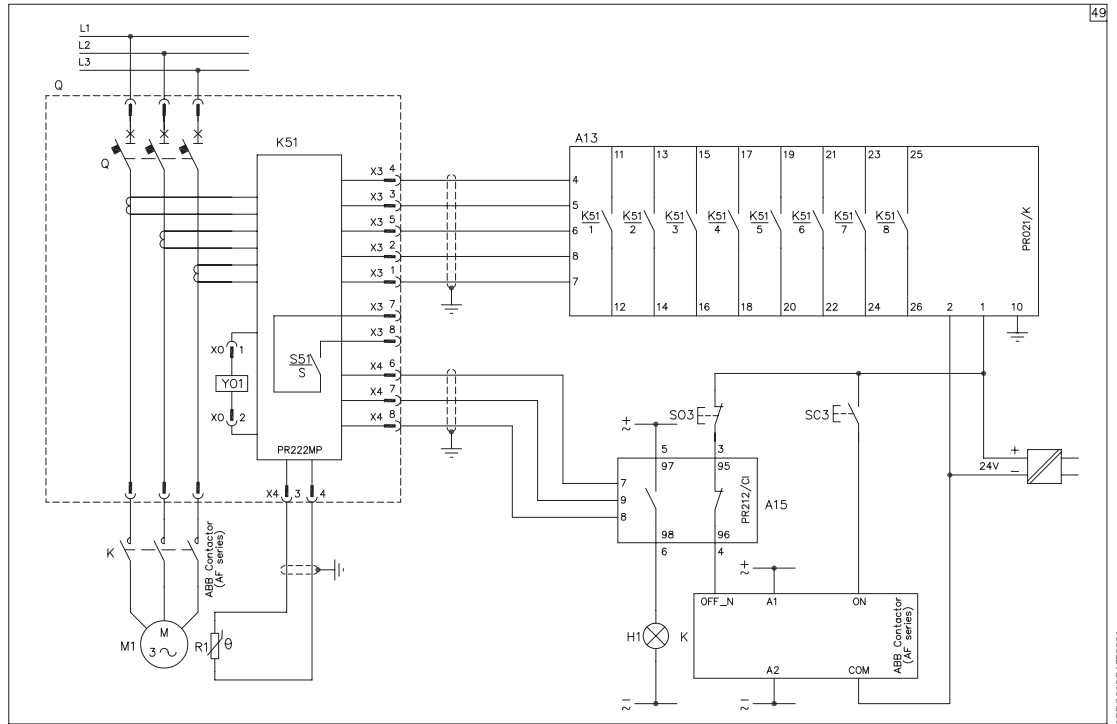 49
L1
L2
L3
Q
Q
K51
PR222MP
X3 4
X3 3
X3 5
X3 2
X3 1
X3 7
X3 8
X4 6
X4 7
X4 8
S51
S
X0 1
Y01
X0 2
X4 3 4
K
ABB Contactor
(AF series)
M1
M
3
R1 θ
A13
4
5
6
8
7
11 13 15 17 19 21 23 25
K51 K51 K51 K51 K51 K51 K51 K51
1 2 3 4 5 6 7 8
12 14 16 18 20 22 24 26 2 1 10
PR021/K
SO3
SC3
+
~
5 3
97 95
7
9
8
PR212/CI
A15
98 96
6 4
24V
+
−
H1
−
~
+
~
K
OFF_N A1 ON
A2 COM
ABB Contactor
(AF series)
−
~